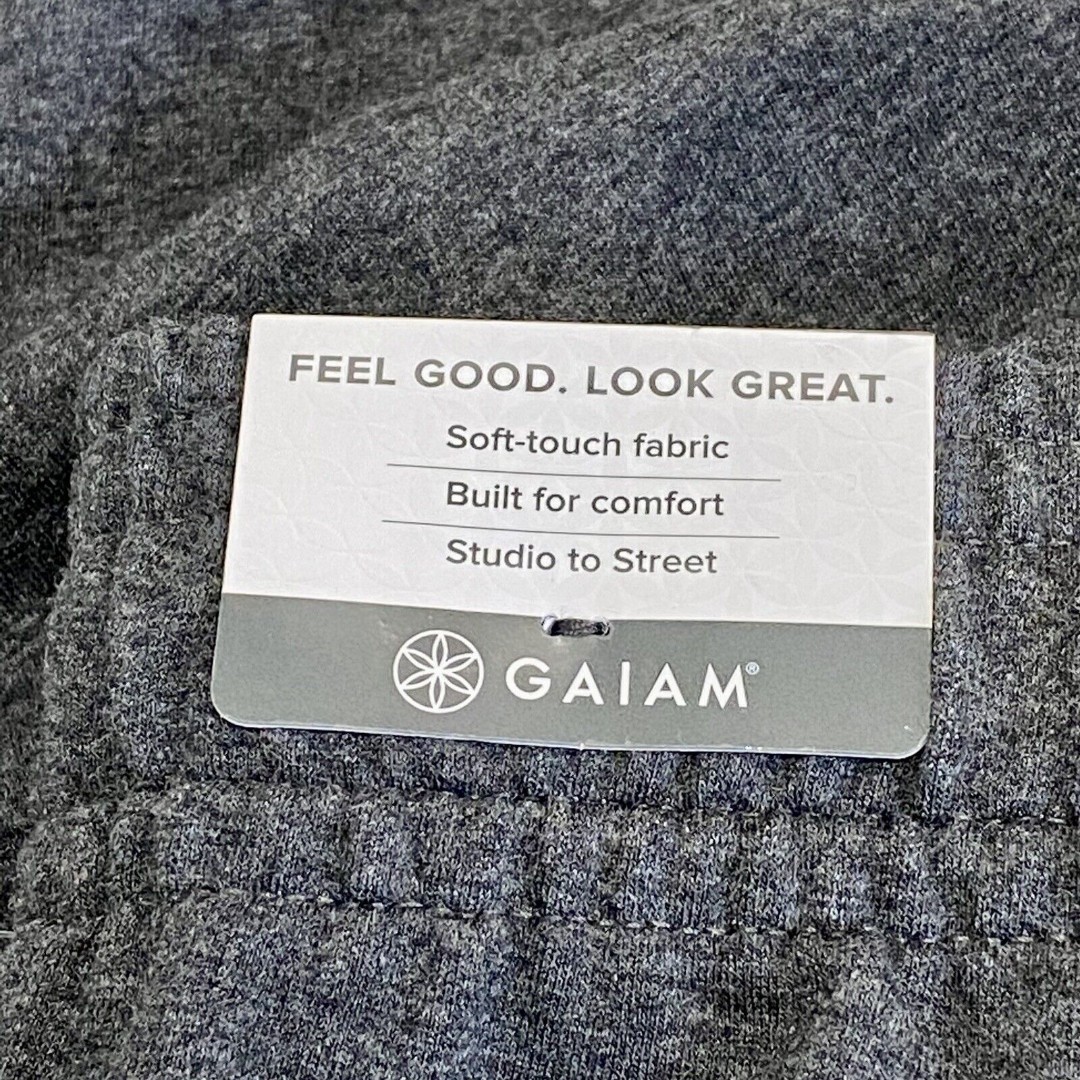 FEEL GOOD. LOOK GREAT.
Soft-touch fabric
Built for comfort
Studio to Street
GAIAM®